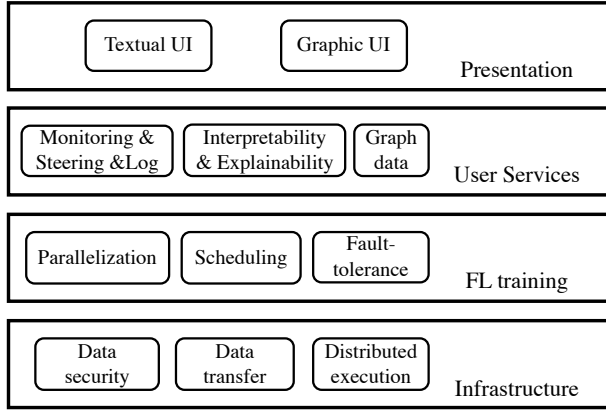 Textual UI
Graphic UI
Presentation
Monitoring &
Steering &Log
Interpretability
& Explainability
Graph
data
User Services
Parallelization
Scheduling
Fault-
tolerance
FL training
Data
security
Data
transfer
Distributed
execution
Infrastructure